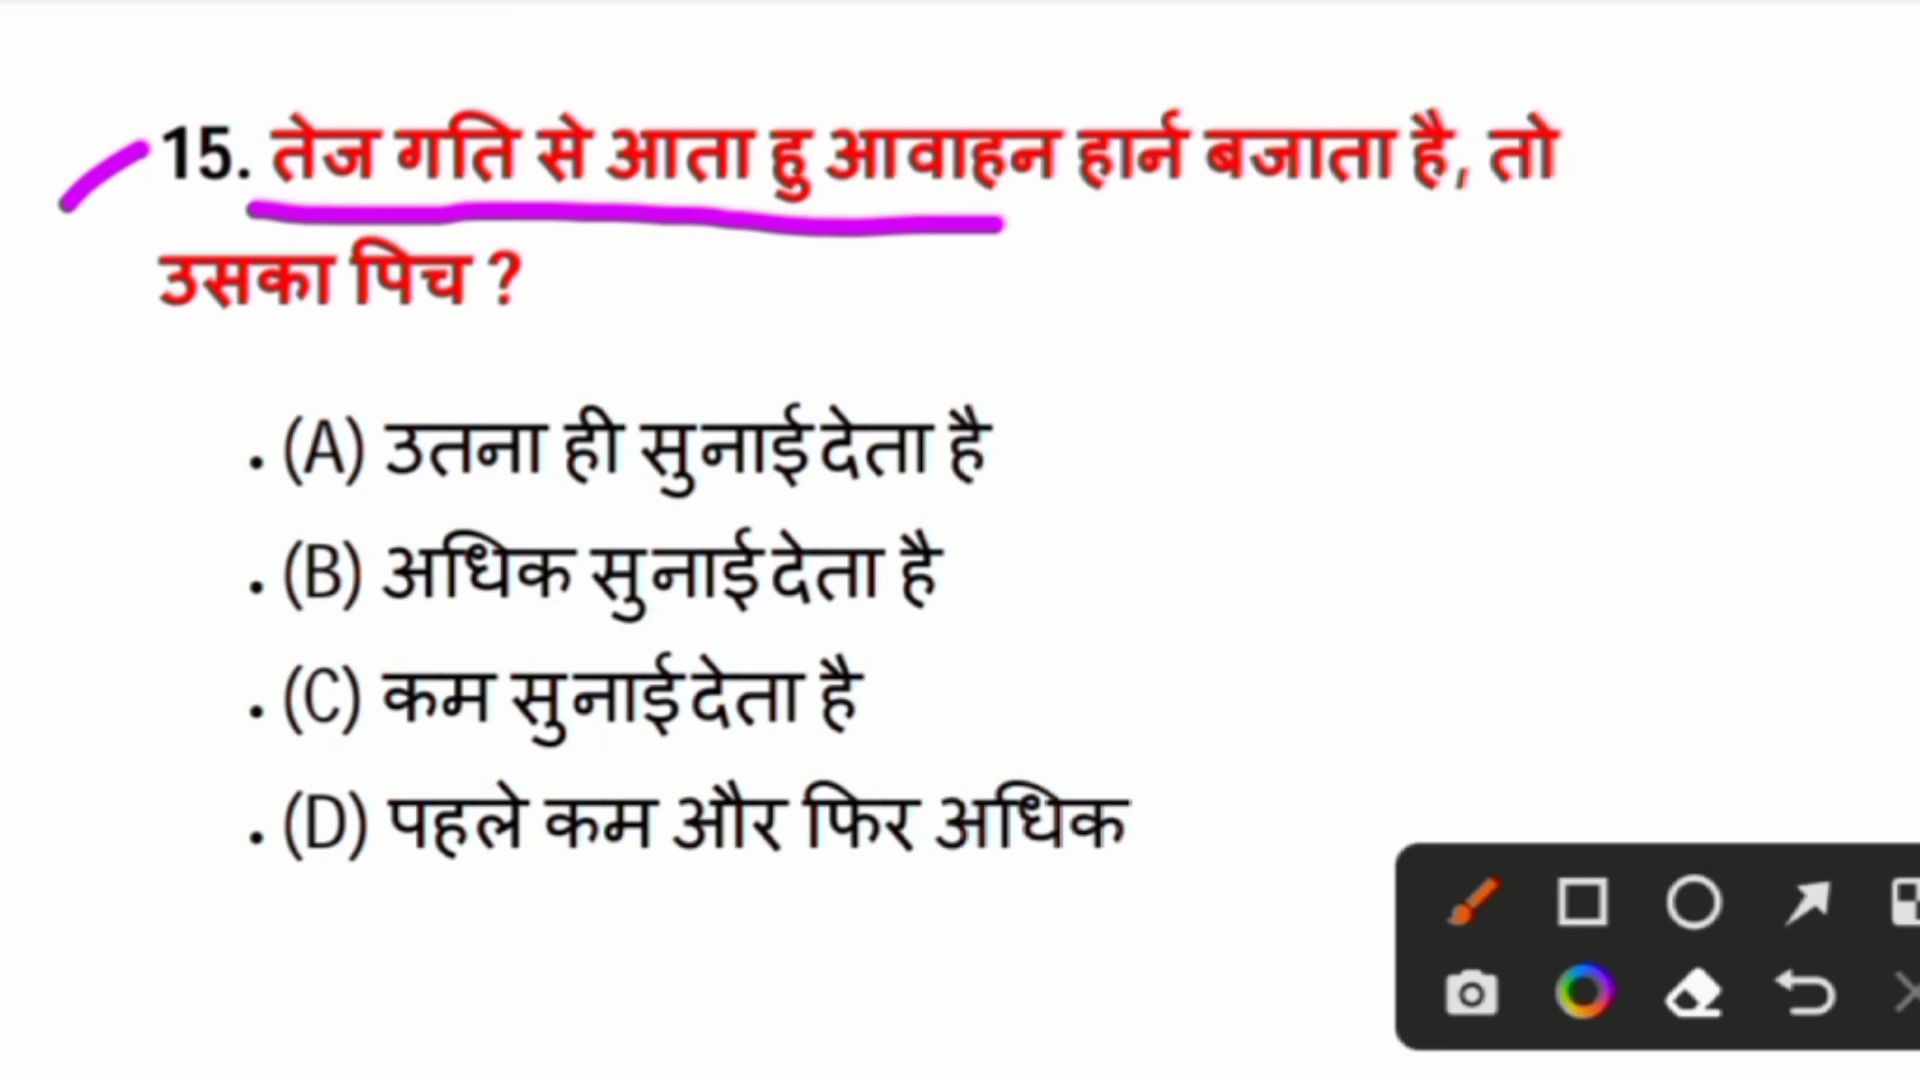 15. तेज गति से आता हु आवाहन हार्न बजाता है, तो
उसका पिच ?
. (A) उतना ही सुनाई देता है
. (B) अधिक सुनाई देता है
. (C) कम सुनाई देता है
. (D) पहले कम और फिर अधिक